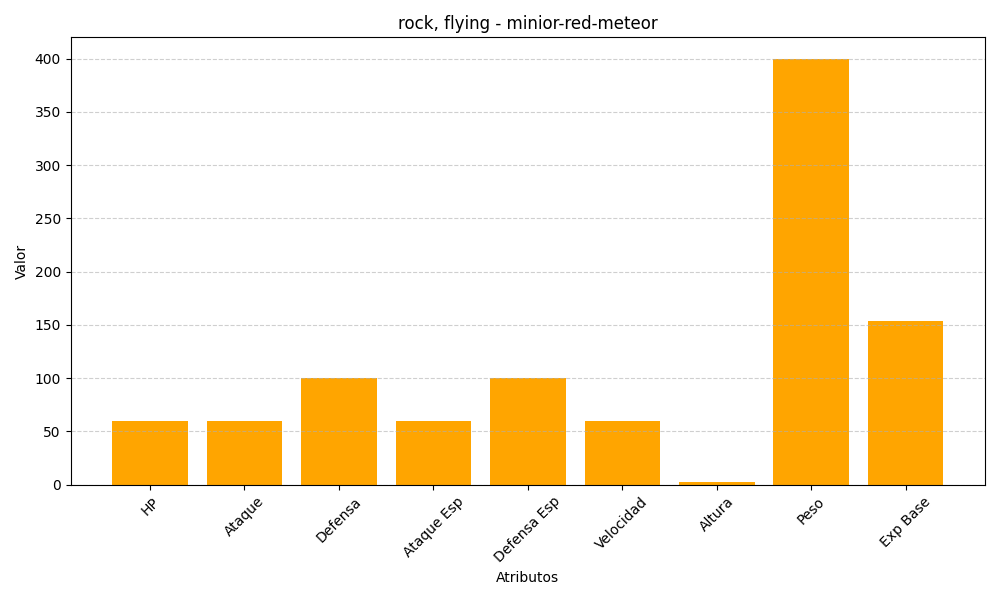 rock, flying - minior-red-meteor
400
350
300
250
200
150
100
50
0
Valor
HP
Ataque
Defensa
Ataque Esp
Defensa Esp
Velocidad
Altura
Peso
Exp Base
Atributos